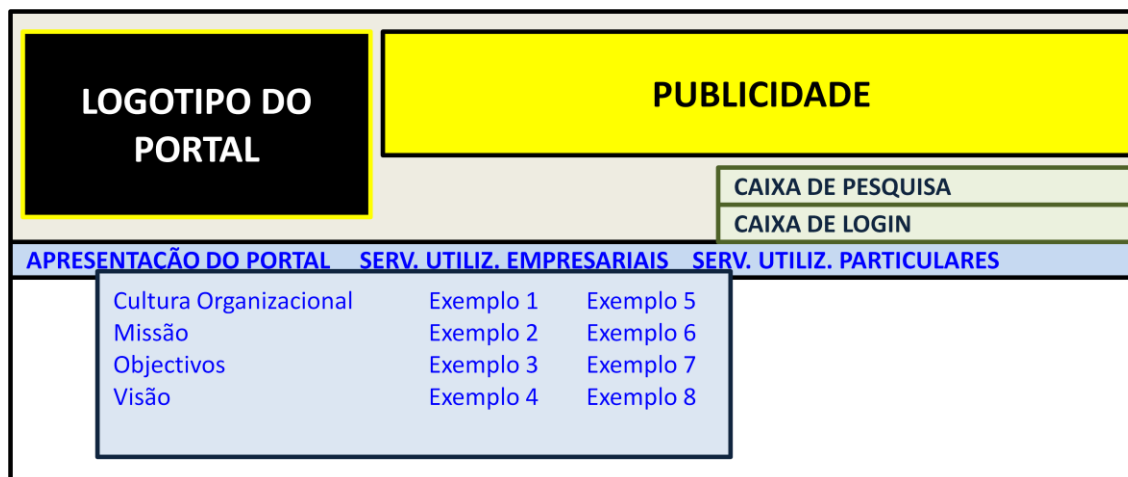 LOGOTIPO DO
PORTAL
PUBLICIDADE
CAIXA DE PESQUISA
CAIXA DE LOGIN
APRESENTAÇÃO DO PORTAL SERV. UTILIZ. EMPRESARIAIS SERV. UTILIZ. PARTICULARES
Cultura Organizacional Exemplo 1 Exemplo 5
Missão Exemplo 2 Exemplo 6
Objectivos Exemplo 3 Exemplo 7
Visão Exemplo 4 Exemplo 8